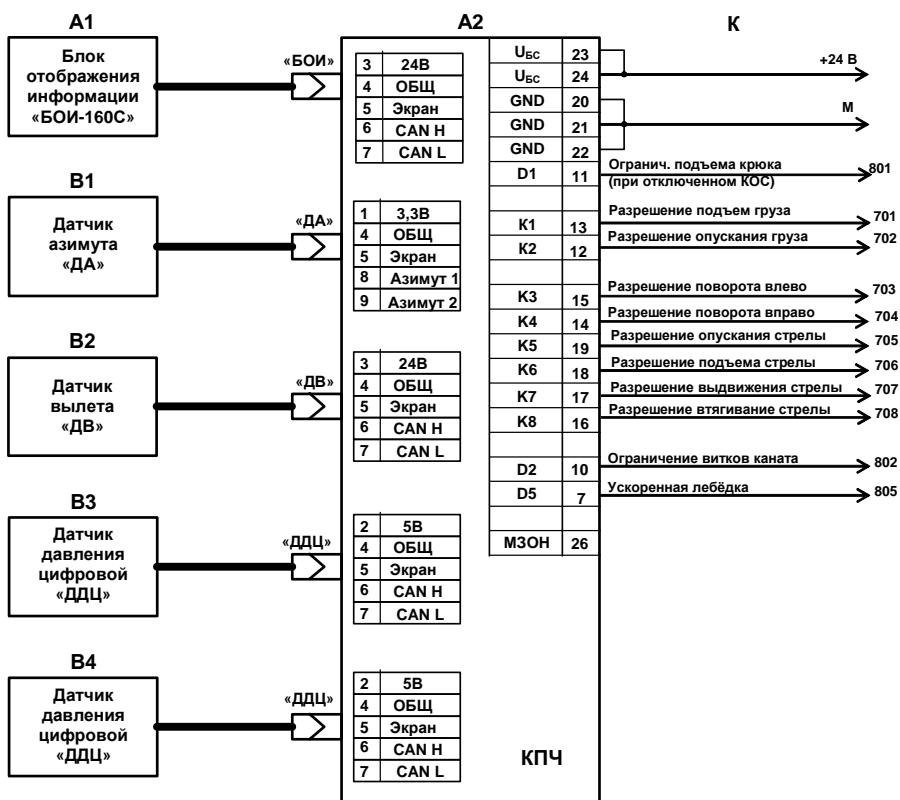 А1
А2
К
Блок
отображения
информации
«БОИ-160С»
«БОИ»
3 24В
4 ОБЩ
5 Экран
6 CAN H
7 CAN L
В1
Датчик
азимута
«ДА»
«ДА»
1 3,3В
4 ОБЩ
5 Экран
8 Азимут 1
9 Азимут 2
В2
Датчик
вылета
«ДВ»
«ДВ»
3 24В
4 ОБЩ
5 Экран
6 CAN H
7 CAN L
В3
Датчик
давления
цифровой
«ДДЦ»
«ДДЦ»
2 5В
4 ОБЩ
5 Экран
6 CAN H
7 CAN L
В4
Датчик
давления
цифровой
«ДДЦ»
«ДДЦ»
2 5В
4 ОБЩ
5 Экран
6 CAN H
7 CAN L
КПЧ
UБС 23
UБС 24 +24 В
GND 20
GND 21 М
GND 22
D1 11 Огранич. подъема крюка 801
(при отключенном КОС)
К1 13 Разрешение подъем груза 701
К2 12 Разрешение опускания груза 702
К3 15 Разрешение поворота влево 703
К4 14 Разрешение поворота вправо 704
К5 19 Разрешение опускания стрелы 705
К6 18 Разрешение подъема стрелы 706
К7 17 Разрешение выдвижения стрелы 707
К8 16 Разрешение втягивание стрелы 708
D2 10 Ограничение витков каната 802
D5 7 Ускоренная лебёдка 805
МЗОН 26